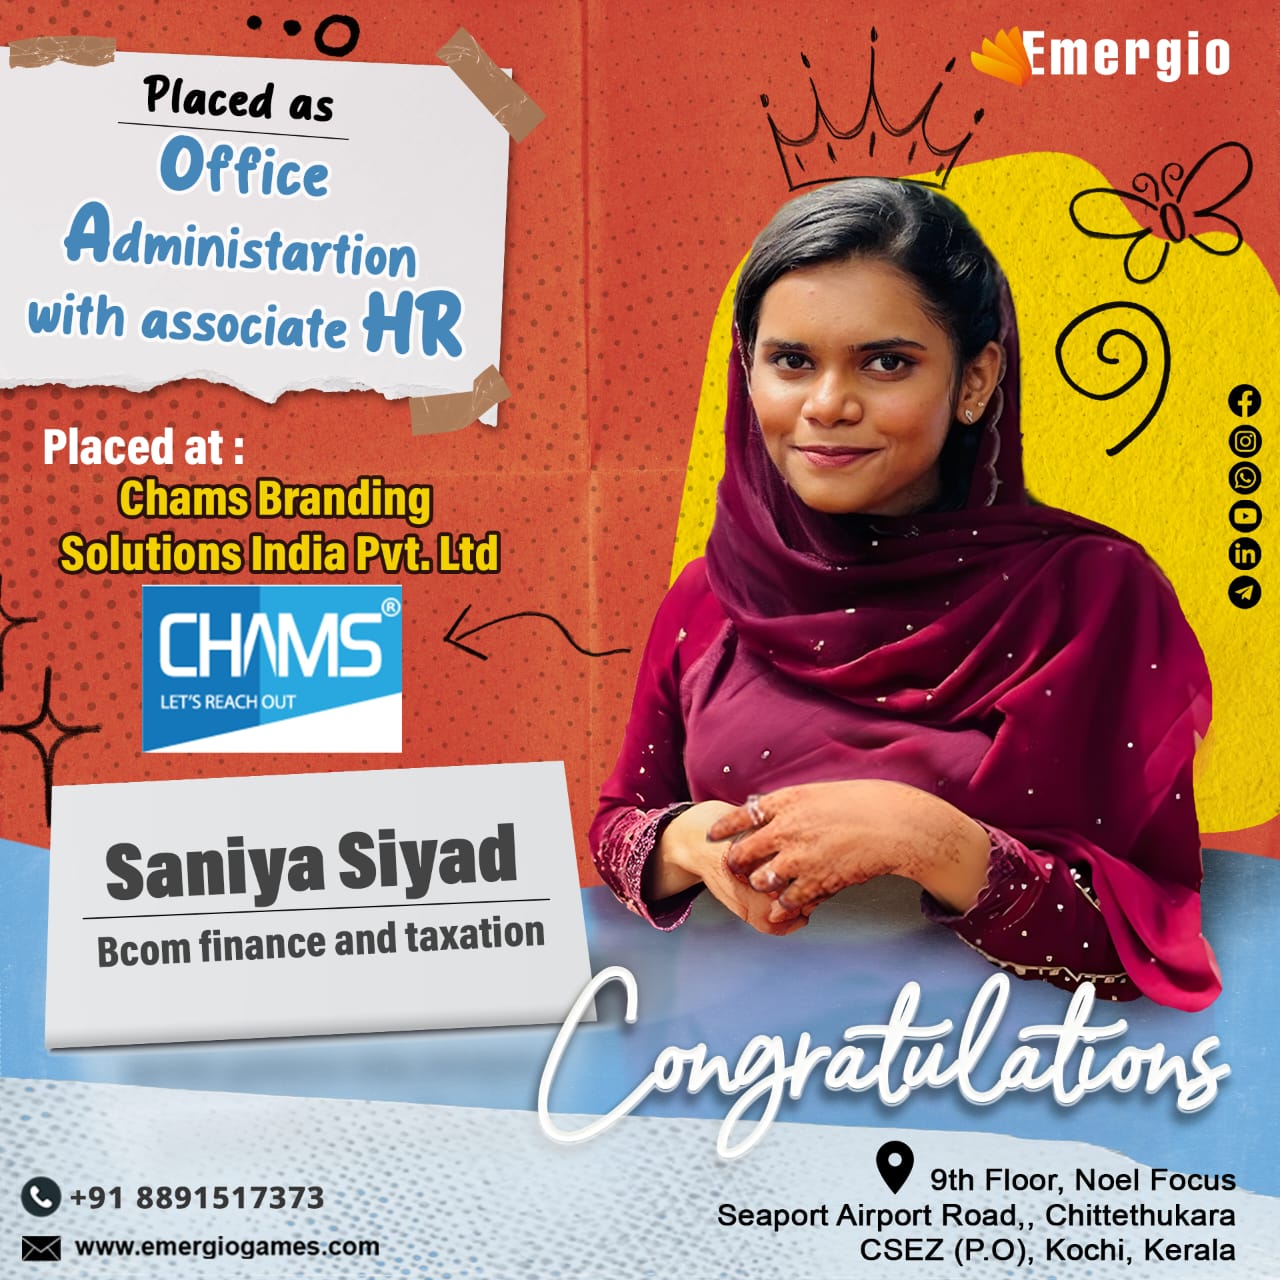 Emergio
Placed as
Office
Administartion
with associate HR
Placed at :
Chams Branding
Solutions India Pvt. Ltd
CHAMS®
LET'S REACH OUT
Saniya Siyad
Bcom finance and taxation
Congratulations
+91 8891517373
www.emergiogames.com
9th Floor, Noel Focus
Seaport Airport Road,, Chittethukara
CSEZ (P.O), Kochi, Kerala